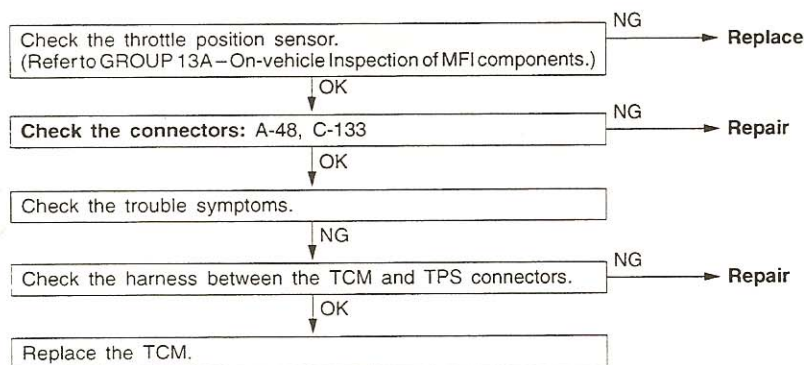 Check the throttle position sensor.
(Refer to GROUP 13A – On-vehicle Inspection of MFI components.)
NG
Replace
OK
Check the connectors: A-48, C-133
NG
Repair
OK
Check the trouble symptoms.
NG
Check the harness between the TCM and TPS connectors.
NG
Repair
OK
Replace the TCM.